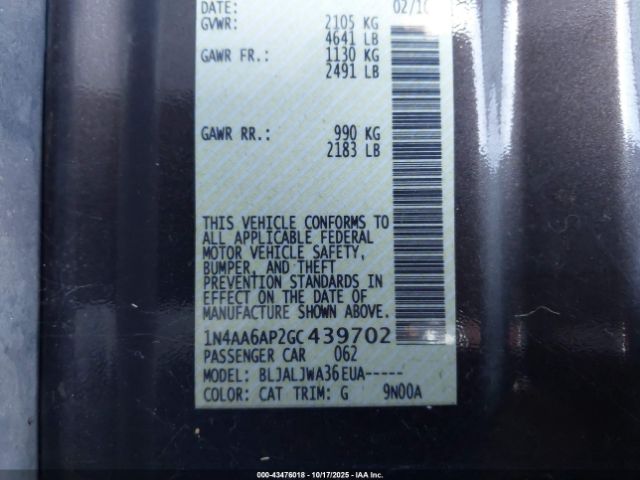 DATE: 02/1
GVWR: 2105 KG
4641 LB
GAWR FR.: 1130 KG
2491 LB
GAWR RR.: 990 KG
2183 LB
THIS VEHICLE CONFORMS TO
ALL APPLICABLE FEDERAL
MOTOR VEHICLE SAFETY,
BUMPER, AND THEFT
PREVENTION STANDARDS IN
EFFECT ON THE DATE OF
MANUFACTURE SHOWN ABOVE.
1N4AA6AP2GC439702
PASSENGER CAR 062
MODEL: BLJALJWA36EUA-----
COLOR: CAT TRIM: G 9N00A
000-43476018 - 10/17/2025 - IAA Inc.